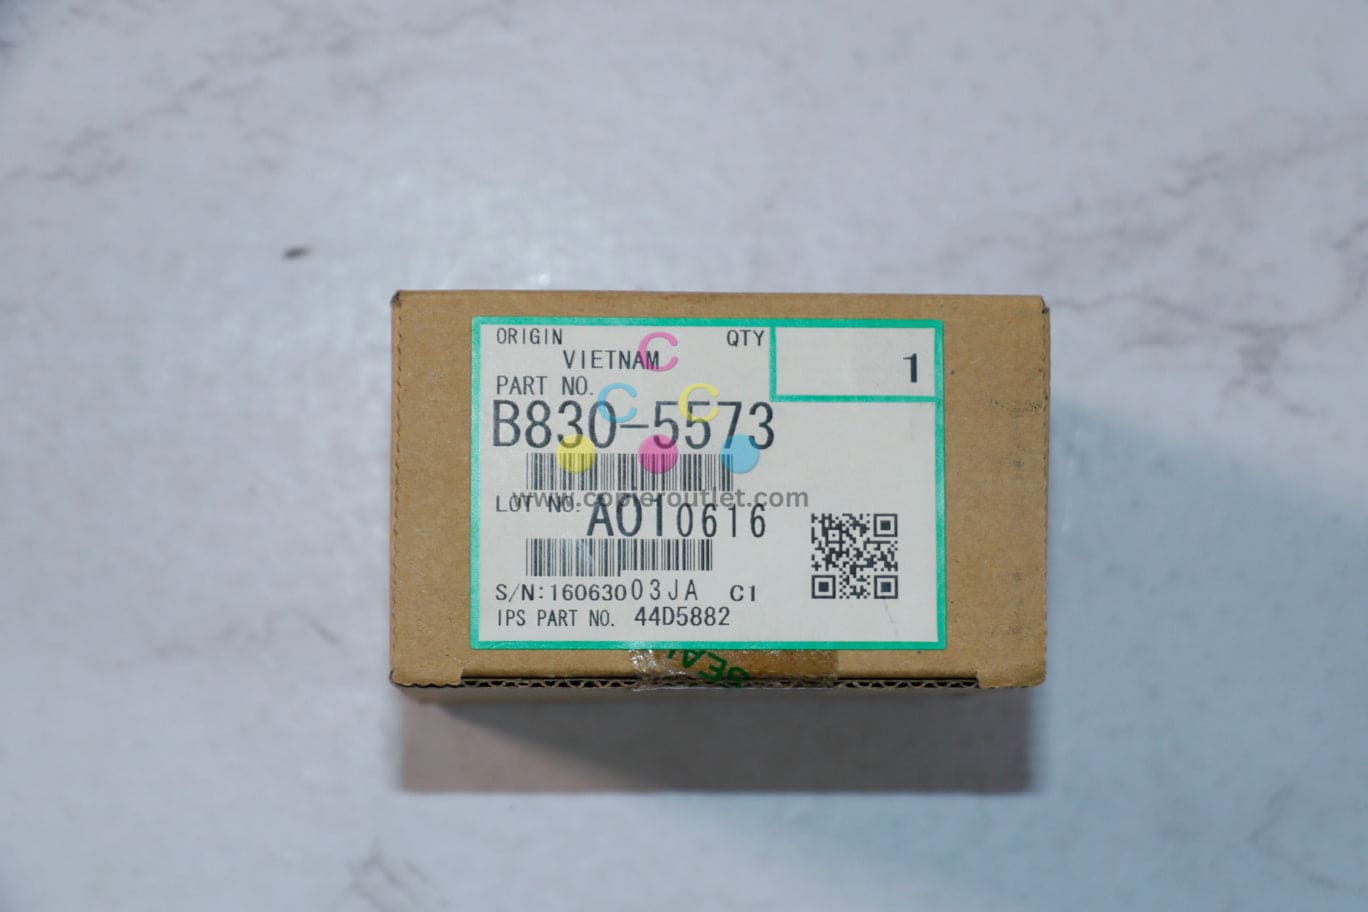 ORIGIN
VIETNAM
QTY
1
PART NO.
B830-5573
www.copieroutlet.com
LOT NO. A010616
S/N:16063003JA C1
IPS PART NO. 44D5882
SEAL